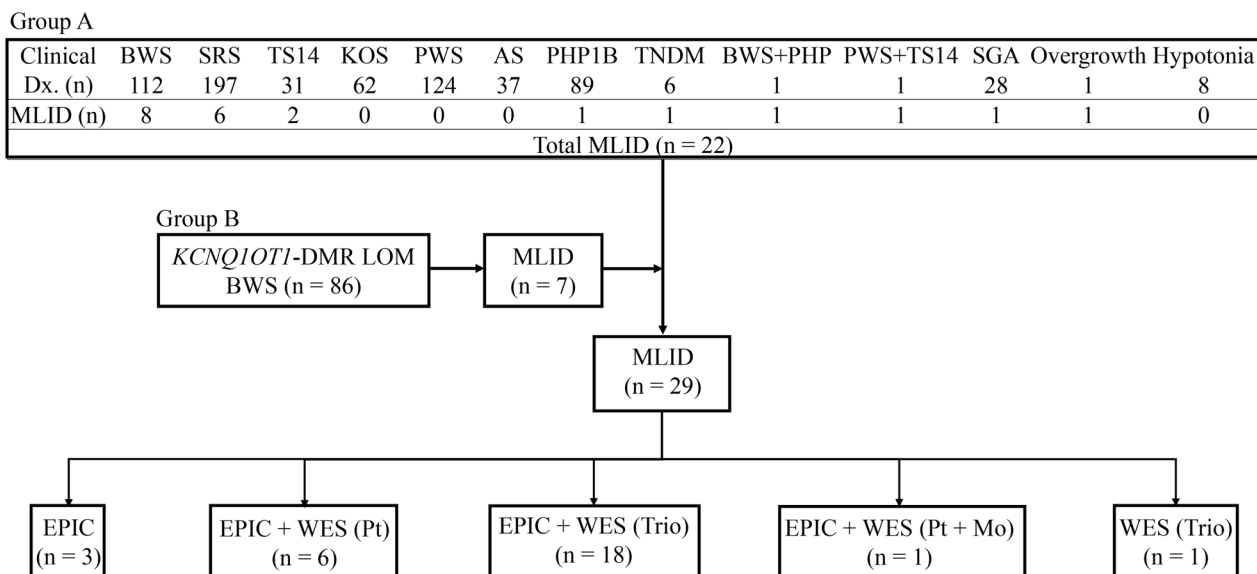 Group A
Clinical BWS SRS TS14 KOS PWS AS PHP1B TNDM BWS+PHP PWS+TS14 SGA Overgrowth Hypotonia
Dx. (n) 112 197 31 62 124 37 89 6 1 1 28 1 8
MLID (n) 8 6 2 0 0 0 1 1 1 1 1 1 0
Total MLID (n = 22)
Group B
KCNQ1OT1-DMR LOM
BWS (n = 86)
MLID
(n = 7)
MLID
(n = 29)
EPIC
(n = 3)
EPIC + WES (Pt)
(n = 6)
EPIC + WES (Trio)
(n = 18)
EPIC + WES (Pt + Mo)
(n = 1)
WES (Trio)
(n = 1)